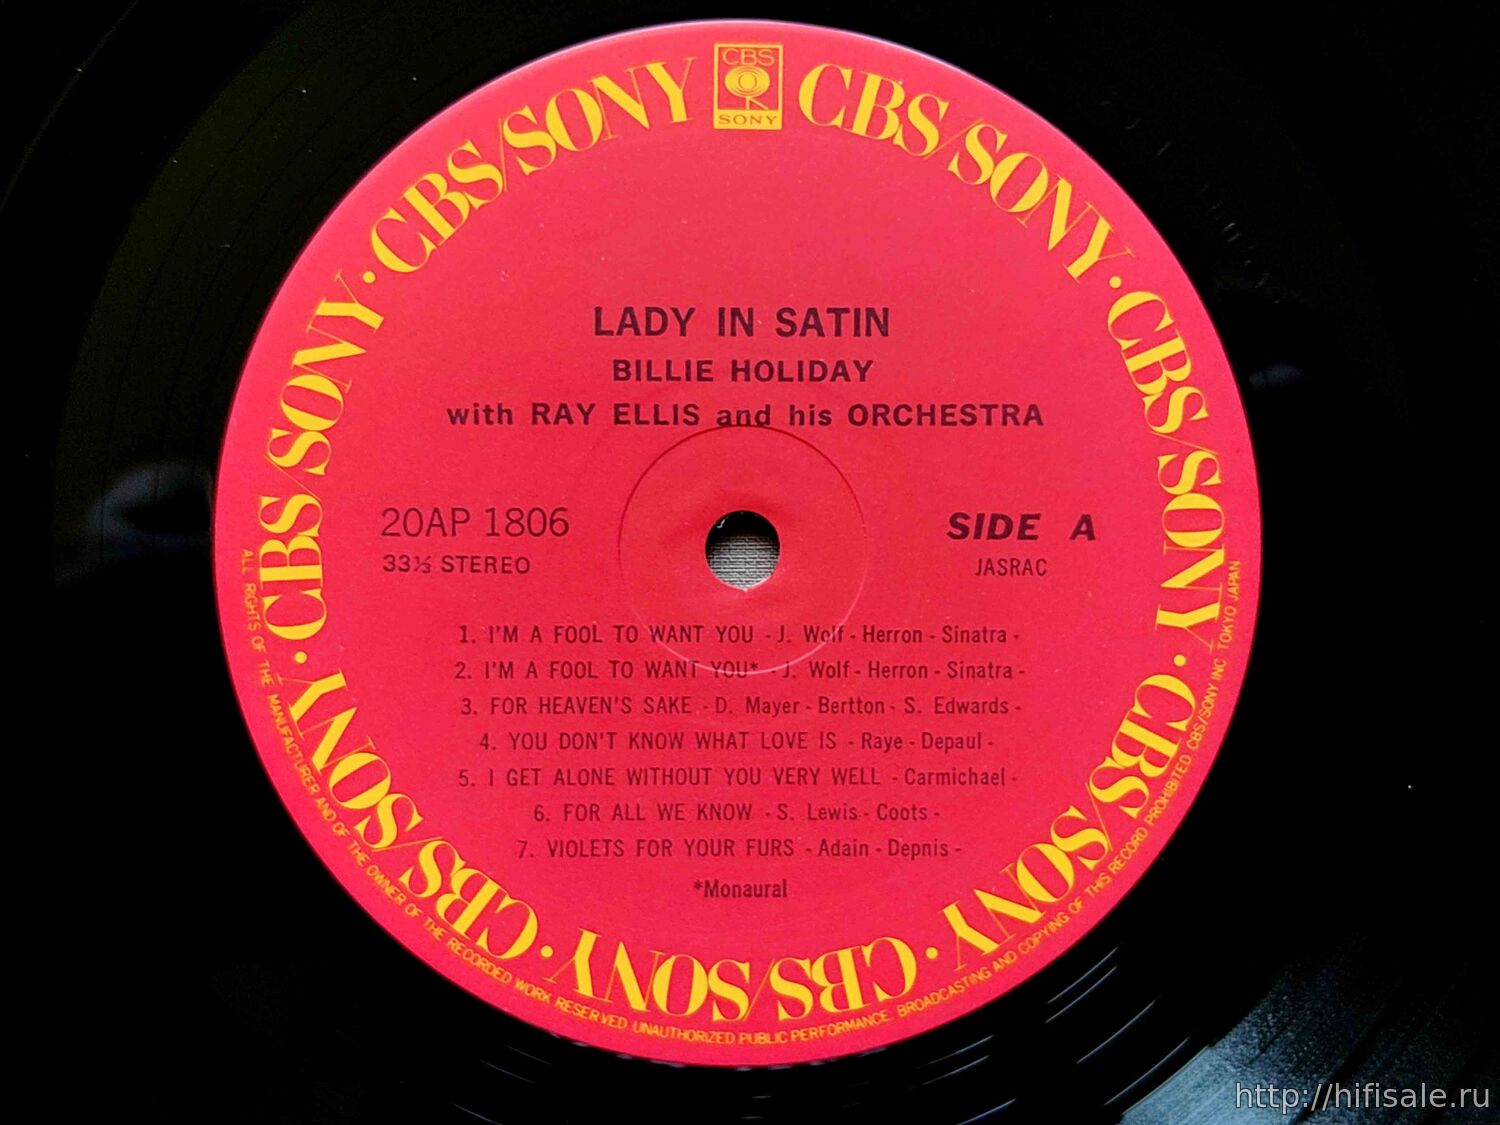 CBS
SONY
CBS/SONY · CBS/SONY · CBS/SONY · CBS/SONY · CBS/SONY · CBS/SONY · CBS/SONY · CBS/SONY
LADY IN SATIN
BILLIE HOLIDAY
with RAY ELLIS and his ORCHESTRA
20AP 1806
33⅓ STEREO
SIDE A
JASRAC
1. I'M A FOOL TO WANT YOU - J. Wolf - Herron - Sinatra -
2. I'M A FOOL TO WANT YOU* - J. Wolf - Herron - Sinatra -
3. FOR HEAVEN'S SAKE - D. Mayer - Bertton - S. Edwards -
4. YOU DON'T KNOW WHAT LOVE IS - Raye - Depaul -
5. I GET ALONE WITHOUT YOU VERY WELL - Carmichael -
6. FOR ALL WE KNOW - S. Lewis - Coots -
7. VIOLETS FOR YOUR FURS - Adain - Depnis -
*Monaural
ALL RIGHTS OF THE MANUFACTURER AND OF THE OWNER OF THE RECORDED WORK RESERVED UNAUTHORIZED PUBLIC PERFORMANCE. BROADCASTING AND COPYING OF THIS RECORD PROHIBITED CBS/SONY INC TOKYO JAPAN
http://hifisale.ru